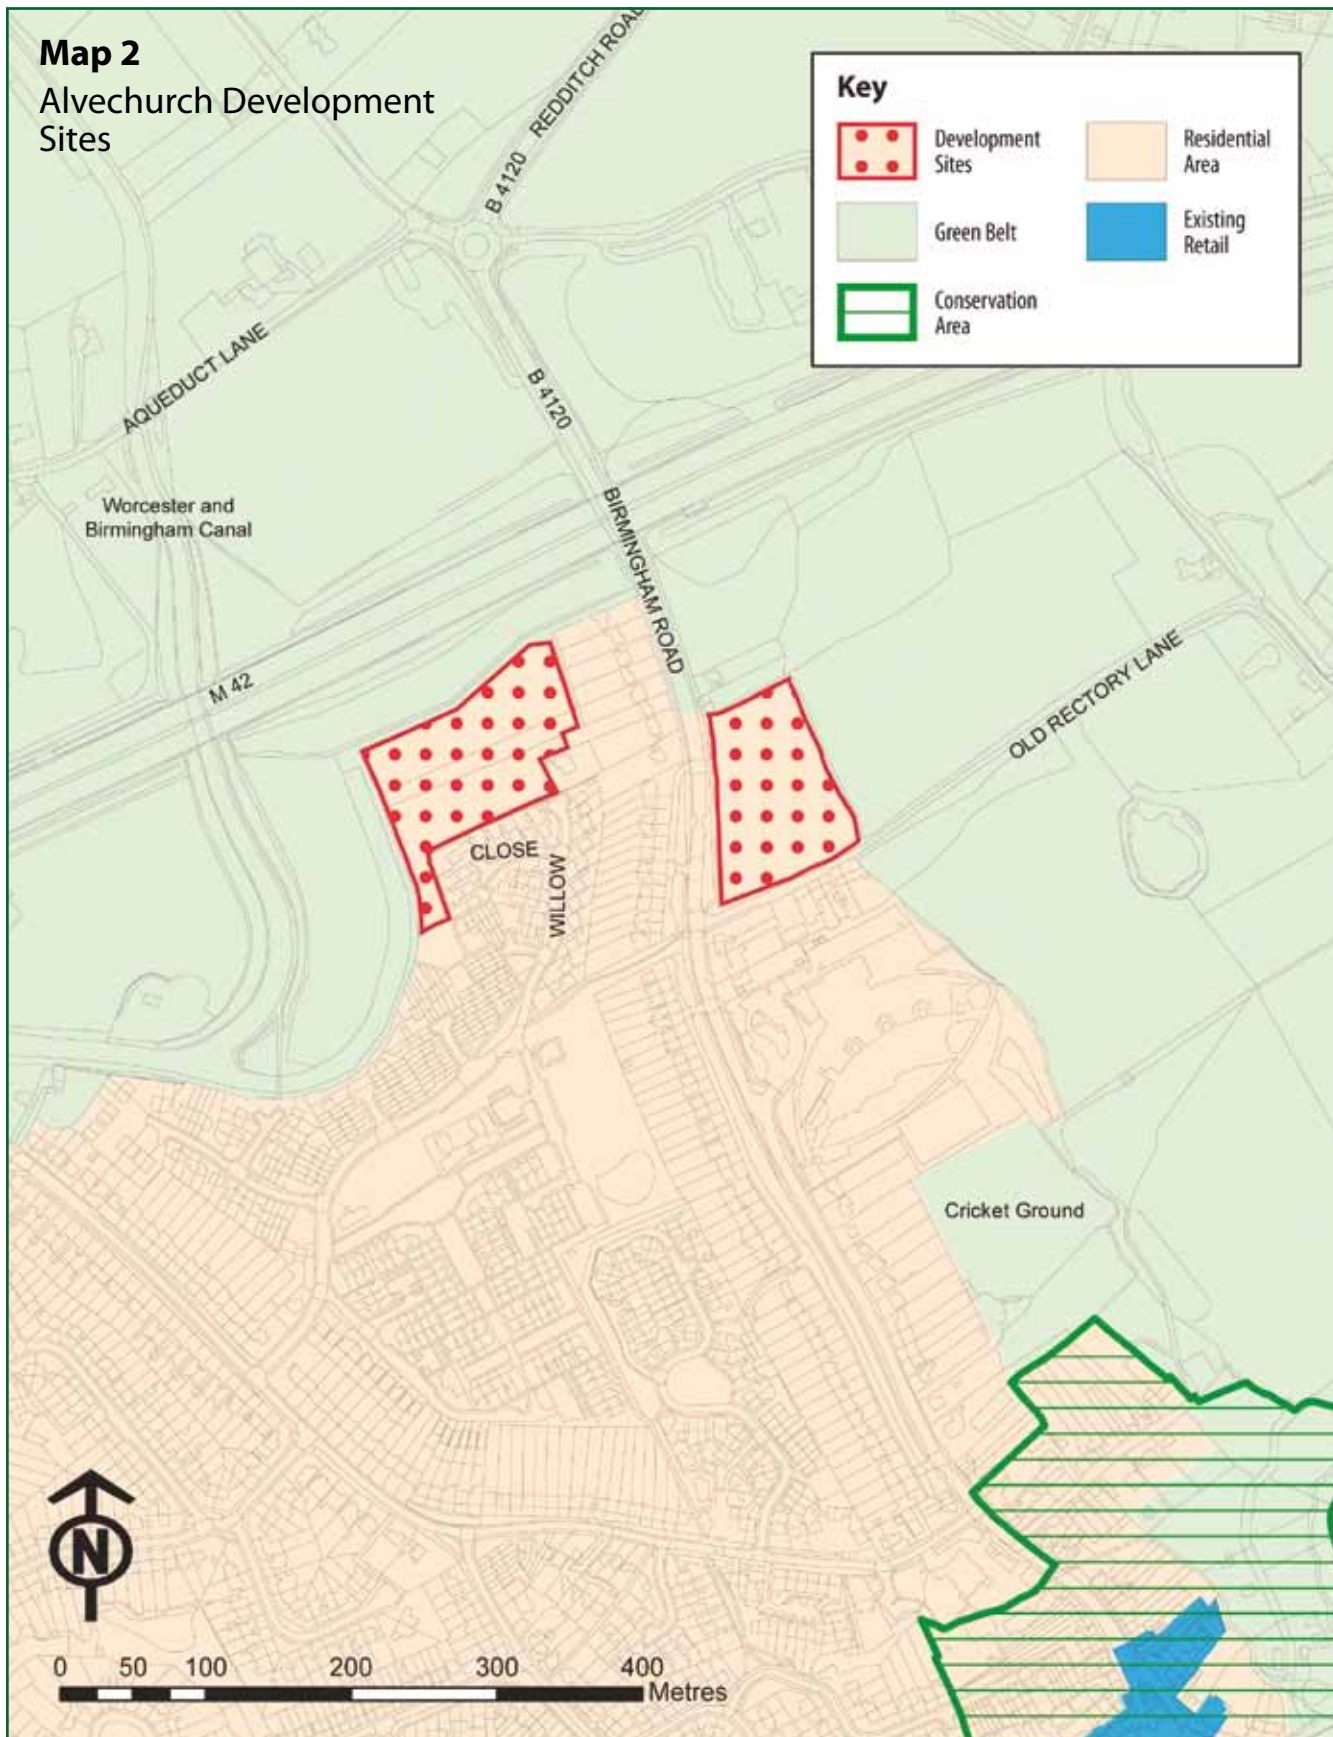 Map 2
Alvechurch Development
Sites
Key
Development
Sites
Residential
Area
Green Belt
Existing
Retail
Conservation
Area
B 4120 REDDITCH ROAD
AQUEDUCT LANE
B 4120
Worcester and
Birmingham Canal
BIRMINGHAM ROAD
M 42
OLD RECTORY LANE
CLOSE
WILLOW
Cricket Ground
N
0 50 100 200 300 400
Metres